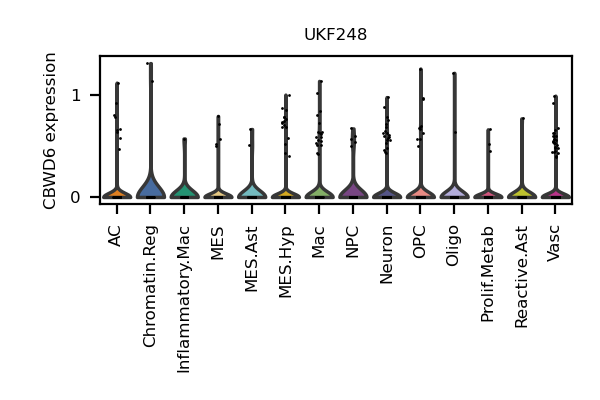 UKF248
CBWD6 expression
1
0
AC
Chromatin.Reg
Inflammatory.Mac
MES
MES.Ast
MES.Hyp
Mac
NPC
Neuron
OPC
Oligo
Prolif.Metab
Reactive.Ast
Vasc